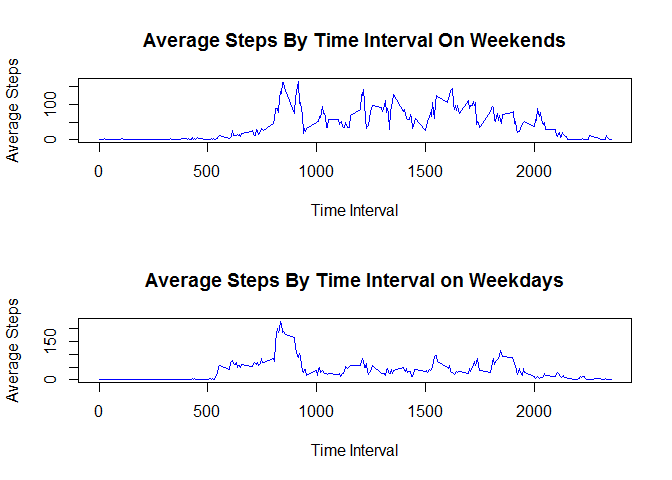 Average Steps By Time Interval On Weekends
Average Steps
100
0
0 500 1000 1500 2000
Time Interval
Average Steps By Time Interval on Weekdays
Average Steps
150
0
0 500 1000 1500 2000
Time Interval